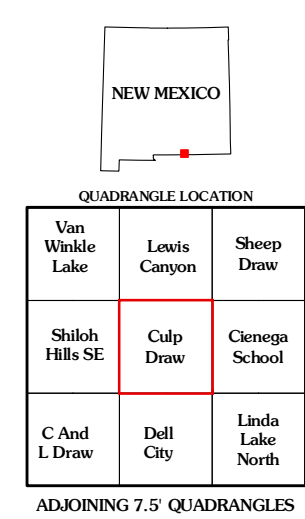 NEW MEXICO
QUADRANGLE LOCATION
Van
Winkle
Lake
Lewis
Canyon
Sheep
Draw
Shiloh
Hills SE
Culp
Draw
Cienega
School
C And
L Draw
Dell
City
Linda
Lake
North
ADJOINING 7.5' QUADRANGLES